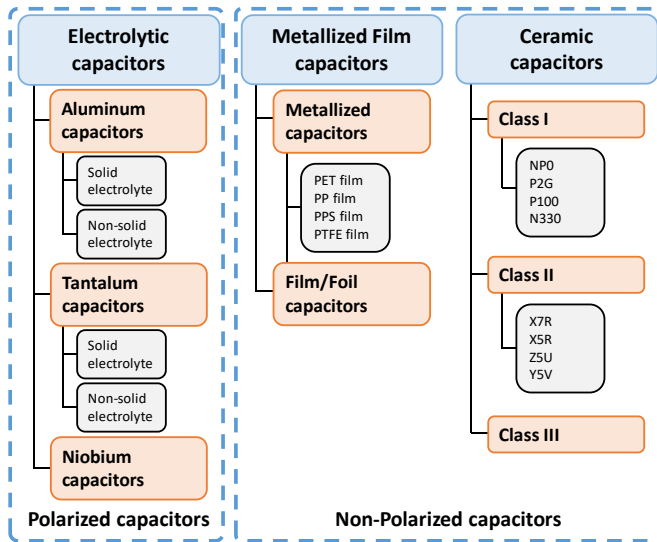 Electrolytic
capacitors
Aluminum
capacitors
Solid
electrolyte
Non-solid
electrolyte
Tantalum
capacitors
Solid
electrolyte
Non-solid
electrolyte
Niobium
capacitors
Polarized capacitors
Metallized Film
capacitors
Metallized
capacitors
PET film
PP film
PPS film
PTFE film
Film/Foil
capacitors
Ceramic
capacitors
Class I
NP0
P2G
P100
N330
Class II
X7R
X5R
Z5U
Y5V
Class III
Non-Polarized capacitors